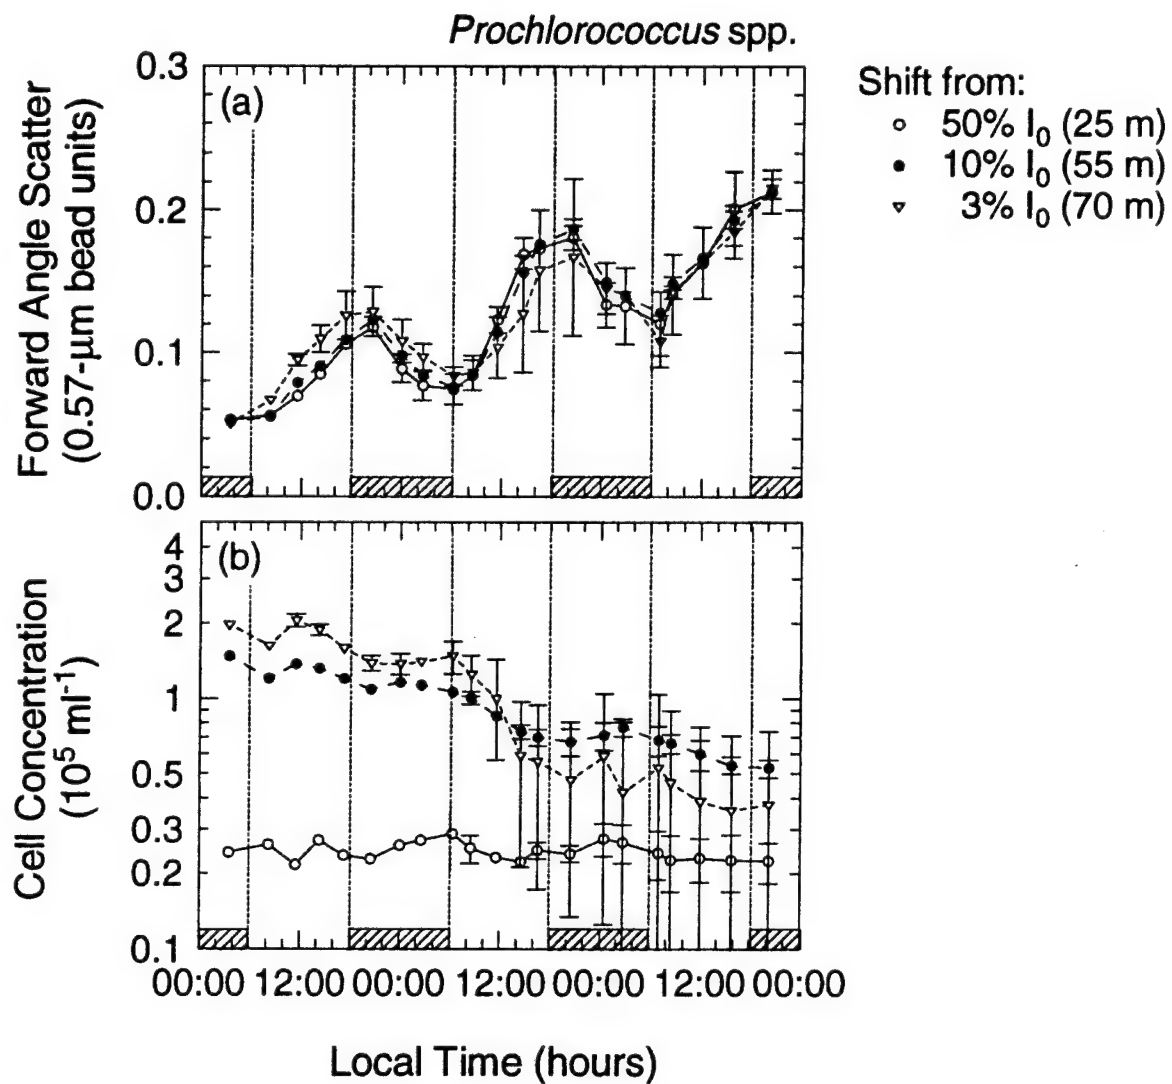 Prochlorococcus spp.
Forward Angle Scatter
(0.57-μm bead units)
0.3
0.2
0.1
0.0
(a)
Shift from:
50% I0 (25 m)
10% I0 (55 m)
3% I0 (70 m)
Cell Concentration
(10^5 ml^-1)
4
3
2
1
0.5
0.3
0.2
0.1
(b)
00:00 12:00 00:00 12:00 00:00 12:00 00:00
Local Time (hours)